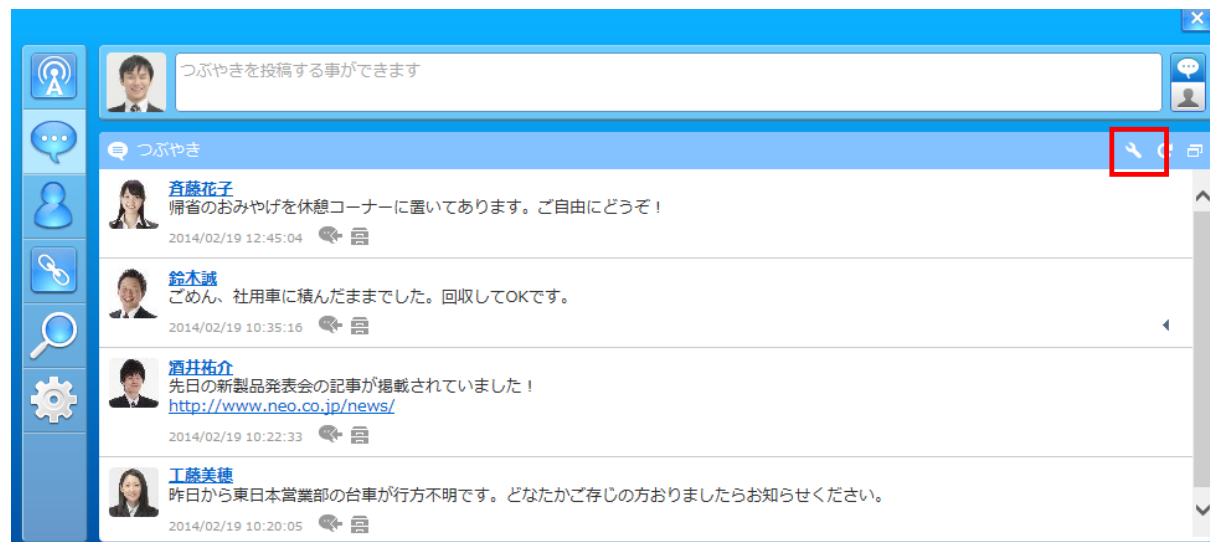 つぶやきを投稿する事ができます
つぶやき
斉藤花子
帰省のおみやげを休憩コーナーに置いてあります。ご自由にどうぞ！
2014/02/19 12:45:04
鈴木誠
ごめん、社用車に積んだままでした。回収してOKです。
2014/02/19 10:35:16
酒井祐介
先日の新製品発表会の記事が掲載されていました！
http://www.neo.co.jp/news/
2014/02/19 10:22:33
工藤美穂
昨日から東日本営業部の台車が行方不明です。どなたかご存じの方おりましたらお知らせください。
2014/02/19 10:20:05